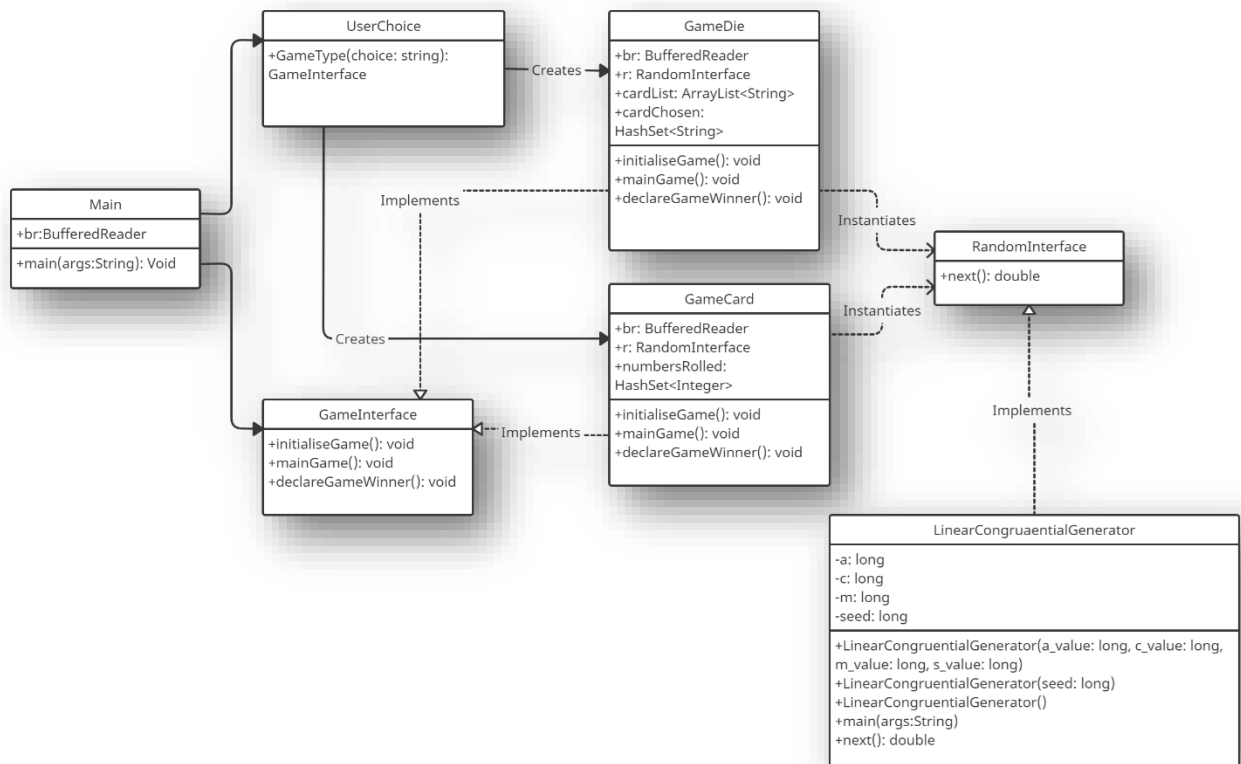 UserChoice
+GameType(choice: string):
GameInterface
Creates
GameDie
+br: BufferedReader
+r: RandomInterface
+cardList: ArrayList<String>
+cardChosen:
HashSet<String>
+initialiseGame(): void
+mainGame(): void
+declareGameWinner(): void
Implements
Instantiates
Main
+br:BufferedReader
+main(args:String): Void
RandomInterface
+next(): double
GameCard
+br: BufferedReader
+r: RandomInterface
+numbersRolled:
HashSet<Integer>
+initialiseGame(): void
+mainGame(): void
+declareGameWinner(): void
Instantiates
Creates
GameInterface
+initialiseGame(): void
+mainGame(): void
+declareGameWinner(): void
Implements
Implements
LinearCongruaentialGenerator
-a: long
-c: long
-m: long
-seed: long
+LinearCongruentialGenerator(a_value: long, c_value: long,
m_value: long, s_value: long)
+LinearCongruentialGenerator(seed: long)
+LinearCongruentialGenerator()
+main(args:String)
+next(): double